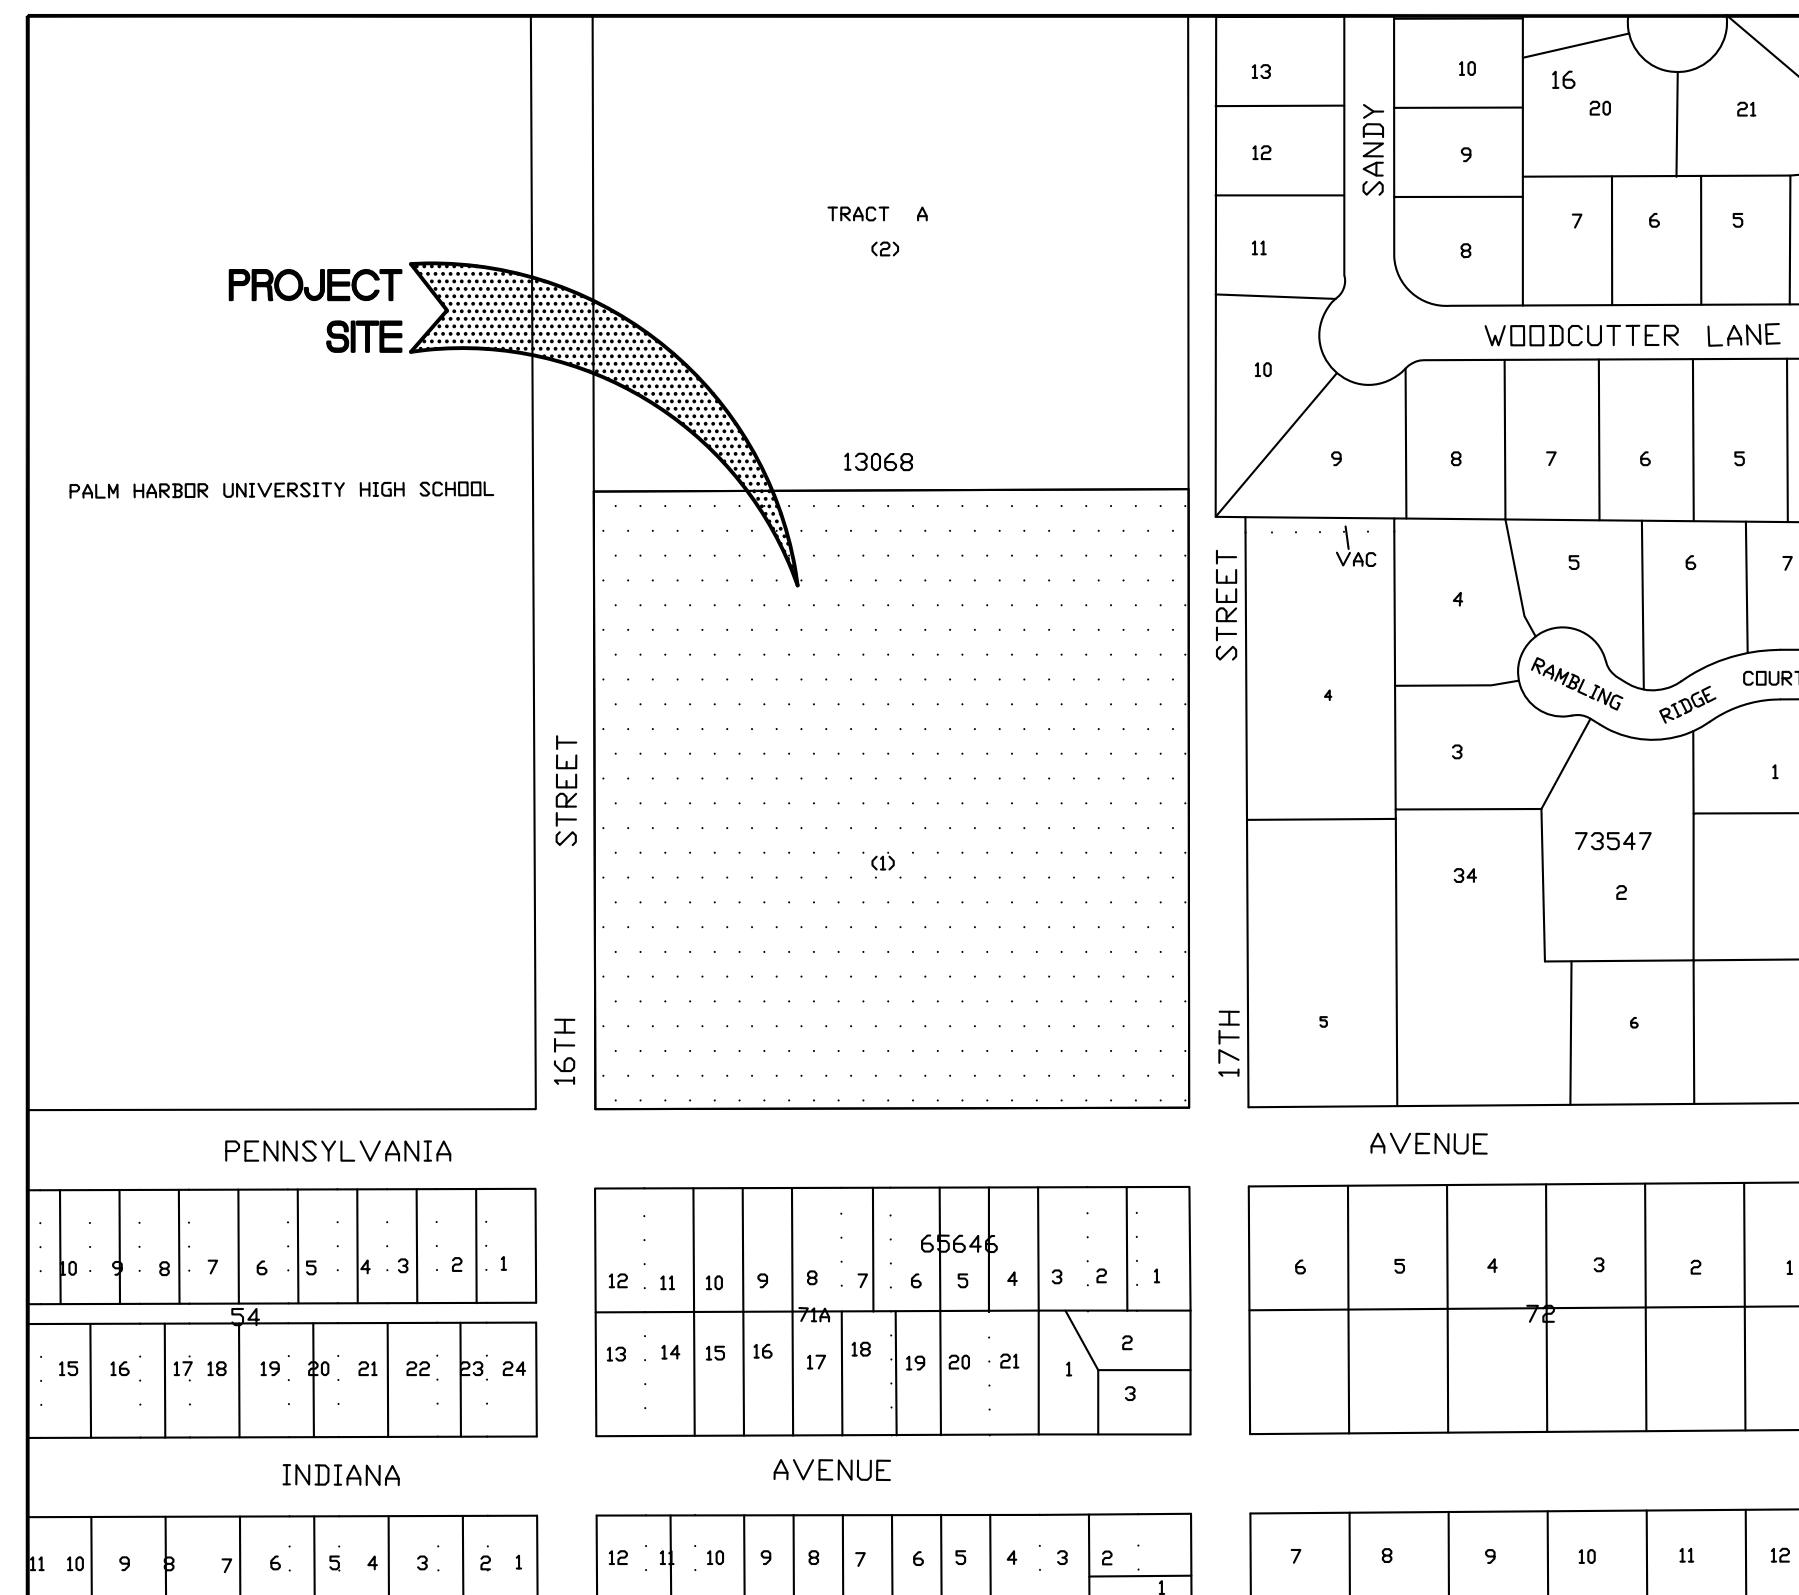 13
10
16
20
21
SANDY
12
9
7
6
5
TRACT A
(2)
11
8
PROJECT
SITE
WOODCUTTER LANE
10
13068
9
8
7
6
5
PALM HARBOR UNIVERSITY HIGH SCHOOL
VAC
5
6
7
4
STREET
RAMBLING RIDGE COURT
4
3
1
STREET
73547
34
2
(1)
16TH
17TH
5
6
PENNSYLVANIA
AVENUE
65646
10 9 8 7 6 5 4 3 2 1
12 11 10 9 8 7 6 5 4 3 2 1
6 5 4 3 2 1
54
71A
72
15 16 17 18 19 20 21 22 23 24
13 14 15 16 17 18 19 20 21 1
2
3
INDIANA AVENUE
11 10 9 8 7 6 5 4 3 2 1
12 11 10 9 8 7 6 5 4 3 2
1
7 8 9 10 11 12